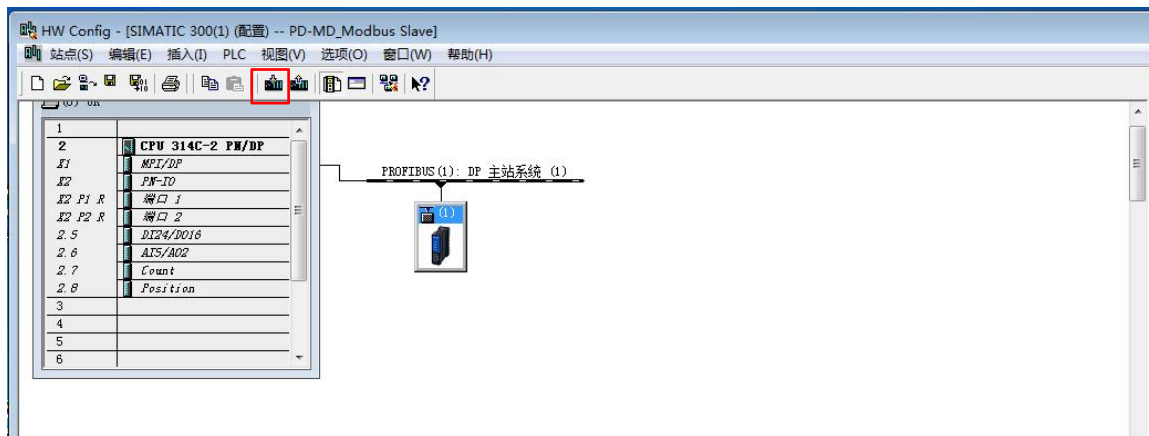 HW Config - [SIMATIC 300(1) (配置) -- PD-MD_Modbus Slave]
站点(S) 编辑(E) 插入(I) PLC 视图(V) 选项(O) 窗口(W) 帮助(H)
(0) UR
1
2 CPU 314C-2 PN/DP
X1 MPI/DP
X2 PN-IO
X2 P1 R 端口 1
X2 P2 R 端口 2
2.5 DI24/DO16
2.6 AI5/AO2
2.7 Count
2.8 Position
3
4
5
6
PROFIBUS(1): DP 主站系统 (1)
(1)